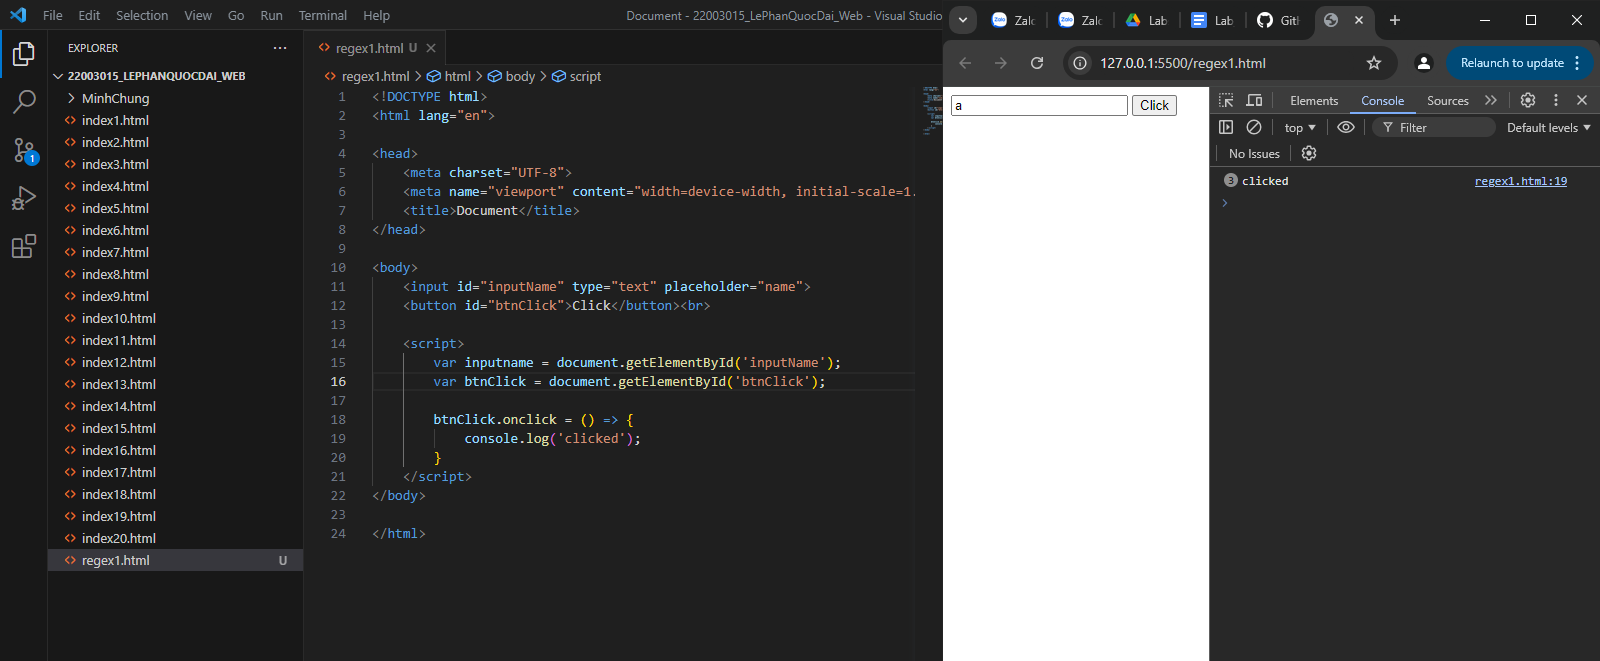 File Edit Selection View Go Run Terminal Help
Document - 22003015_LePhanQuocDai_Web - Visual Studio
EXPLORER
22003015_LEPHANQUOCDAI_WEB
MinhChung
index1.html
index2.html
index3.html
index4.html
index5.html
index6.html
index7.html
index8.html
index9.html
index10.html
index11.html
index12.html
index13.html
index14.html
index15.html
index16.html
index17.html
index18.html
index19.html
index20.html
regex1.html U
1
regex1.html U
regex1.html > html > body > script
1 <!DOCTYPE html>
2 <html lang="en">
3
4 <head>
5 <meta charset="UTF-8">
6 <meta name="viewport" content="width=device-width, initial-scale=1.
7 <title>Document</title>
8 </head>
9
10 <body>
11 <input id="inputName" type="text" placeholder="name">
12 <button id="btnClick">Click</button><br>
13
14 <script>
15 var inputname = document.getElementById('inputName');
16 var btnClick = document.getElementById('btnClick');
17
18 btnClick.onclick = () => {
19 console.log('clicked');
20 }
21 </script>
22 </body>
23
24 </html>
Zalo Zalo Lab Lab Git
127.0.0.1:5500/regex1.html
Relaunch to update
a Click
Elements Console Sources
top Filter Default levels
No Issues
3 clicked regex1.html:19